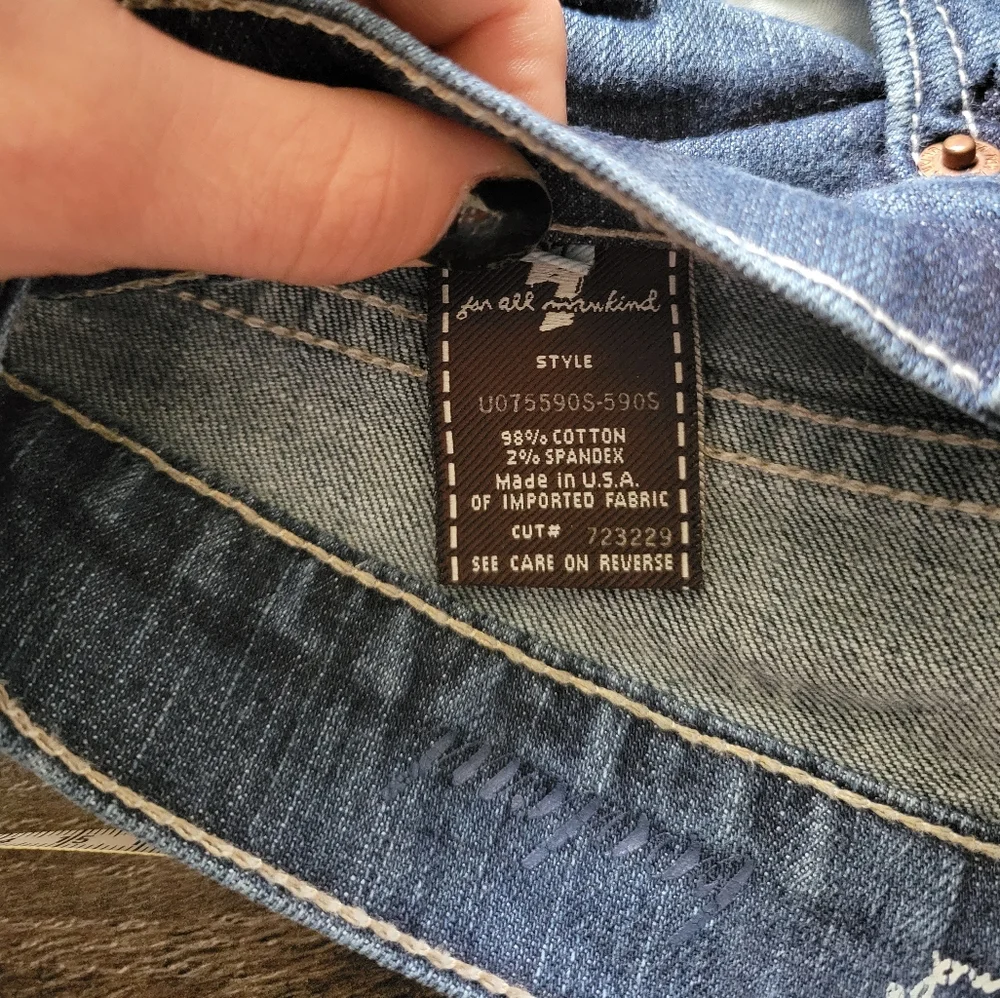 7
for all mankind
STYLE
U075590S-590S
98% COTTON
2% SPANDEX
Made in U.S.A.
OF IMPORTED FABRIC
CUT# 723229
SEE CARE ON REVERSE